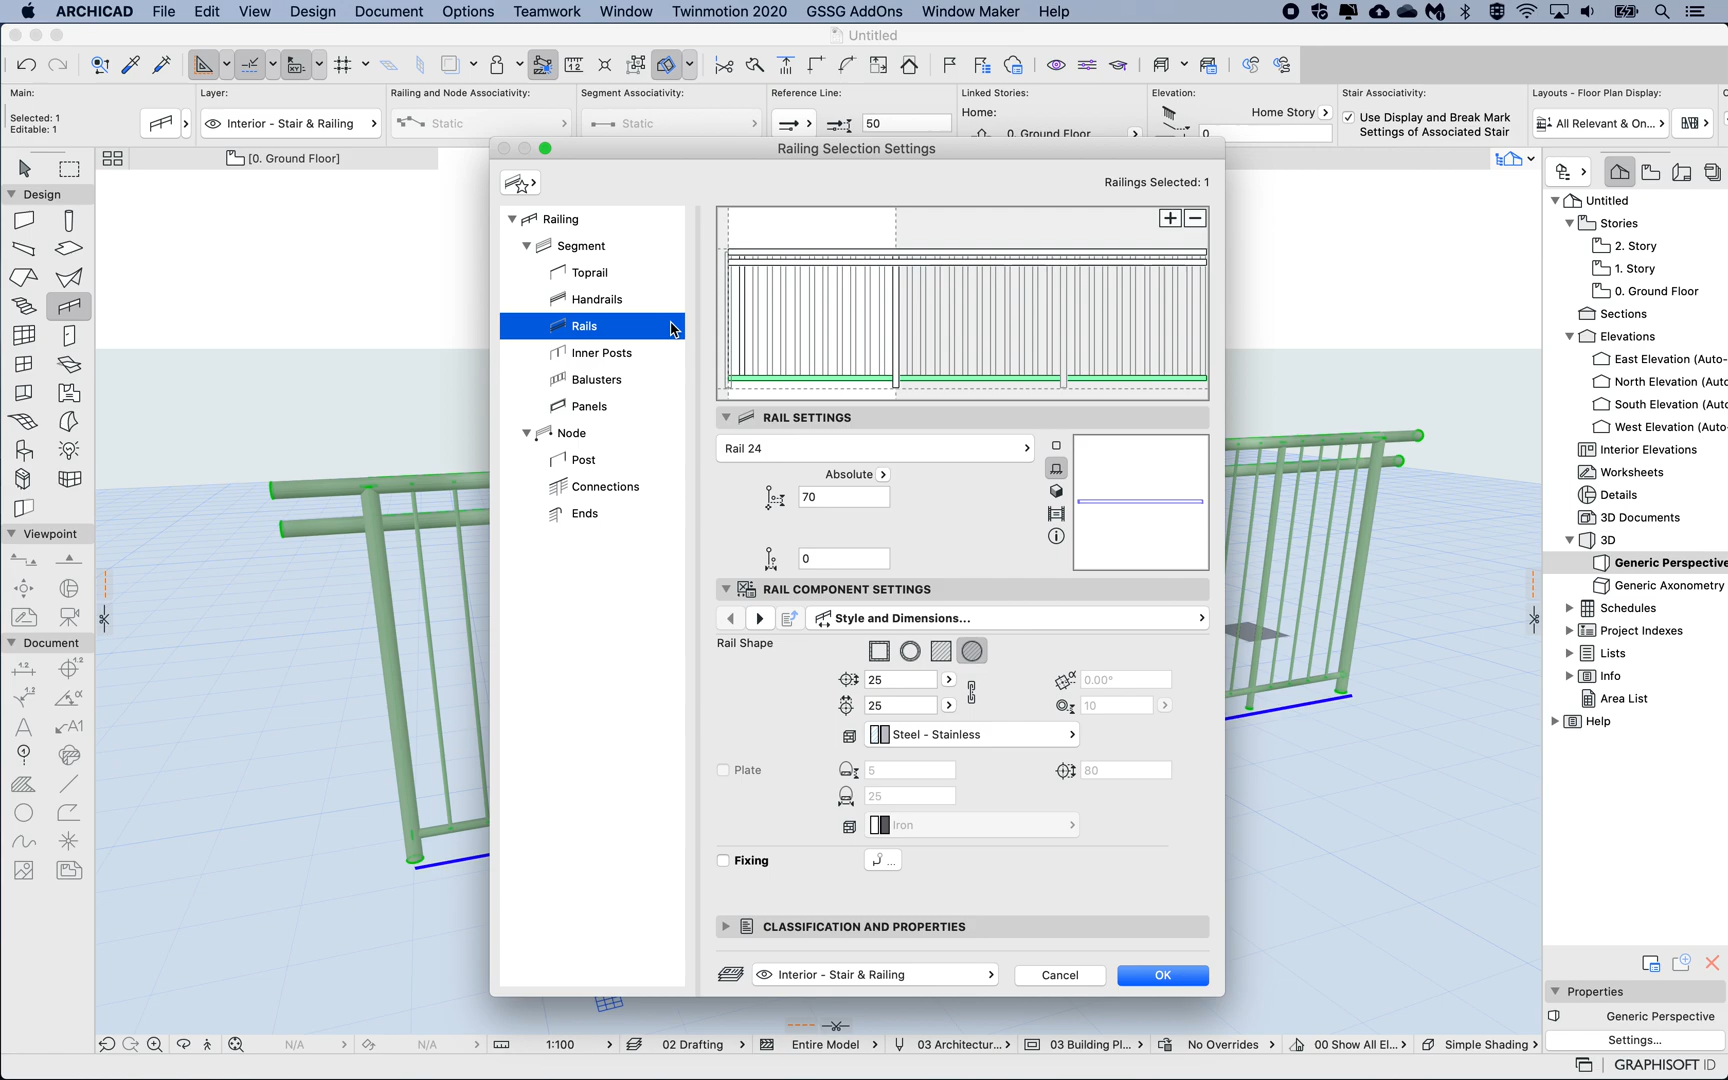 ARCHICAD File Edit View Design Document Options Teamwork Window Twinmotion 2020 GSSG AddOns Window Maker Help
Untitled
Main:
Selected: 1
Editable: 1
Layer:
Interior - Stair & Railing
Railing and Node Associativity:
Static
Segment Associativity:
Static
Reference Line:
50
Linked Stories:
Home:
0. Ground Floor
Elevation:
Home Story
0
Stair Associativity:
Use Display and Break Mark
Settings of Associated Stair
Layouts - Floor Plan Display:
All Relevant & On...
[0. Ground Floor]
Design
Viewpoint
Document
Railing Selection Settings
Railings Selected: 1
Railing
Segment
Toprail
Handrails
Rails
Inner Posts
Balusters
Panels
Node
Post
Connections
Ends
RAIL SETTINGS
Rail 24
Absolute
70
0
RAIL COMPONENT SETTINGS
Style and Dimensions...
Rail Shape
25
0.00°
25
10
Steel - Stainless
Plate
5
80
25
Iron
Fixing
CLASSIFICATION AND PROPERTIES
Interior - Stair & Railing
Cancel
OK
Untitled
Stories
2. Story
1. Story
0. Ground Floor
Sections
Elevations
East Elevation (Auto-
North Elevation (Auto
South Elevation (Auto
West Elevation (Auto-
Interior Elevations
Worksheets
Details
3D Documents
3D
Generic Perspective
Generic Axonometry
Schedules
Project Indexes
Lists
Info
Area List
Help
Properties
Generic Perspective
Settings...
N/A
N/A
1:100
02 Drafting
Entire Model
03 Architectur...
03 Building Pl...
No Overrides
00 Show All El...
Simple Shading
GRAPHISOFT ID